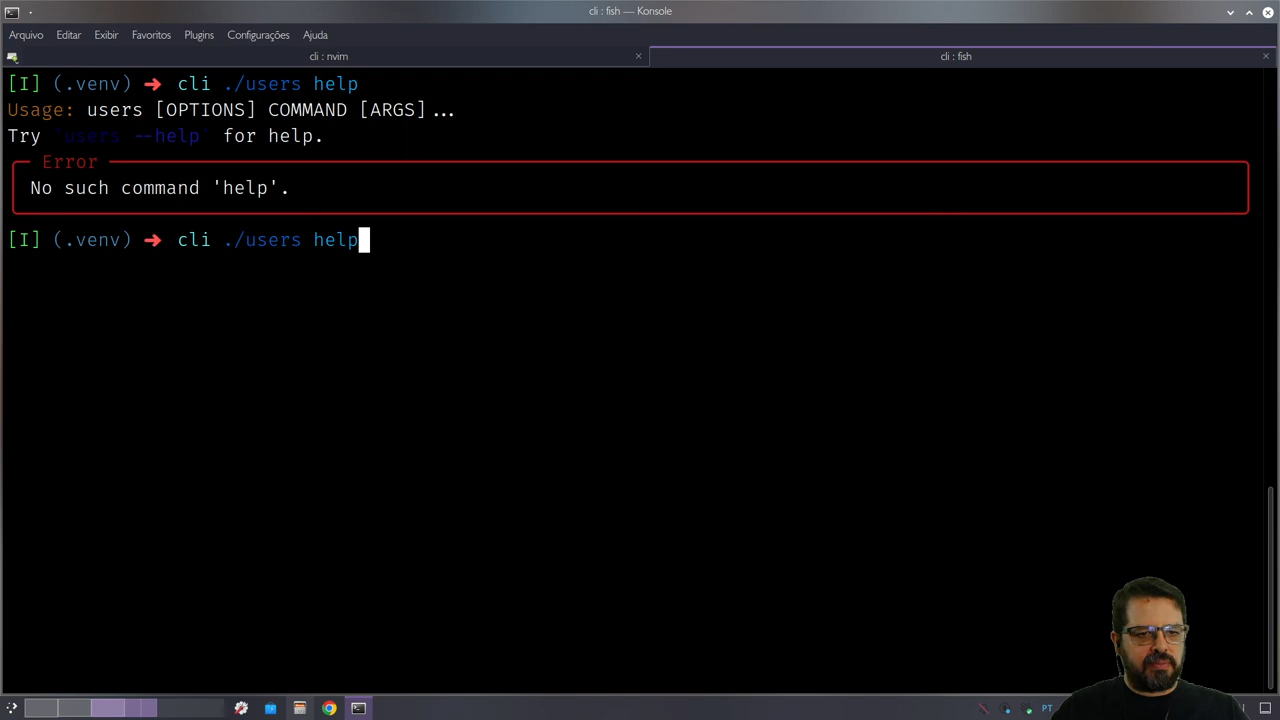 cli : fish — Konsole
Arquivo Editar Exibir Favoritos Plugins Configurações Ajuda
cli : nvim
cli : fish
[I] (.venv) ➜ cli ./users help
Usage: users [OPTIONS] COMMAND [ARGS]...
Try 'users --help' for help.
Error
No such command 'help'.
[I] (.venv) ➜ cli ./users help
PT